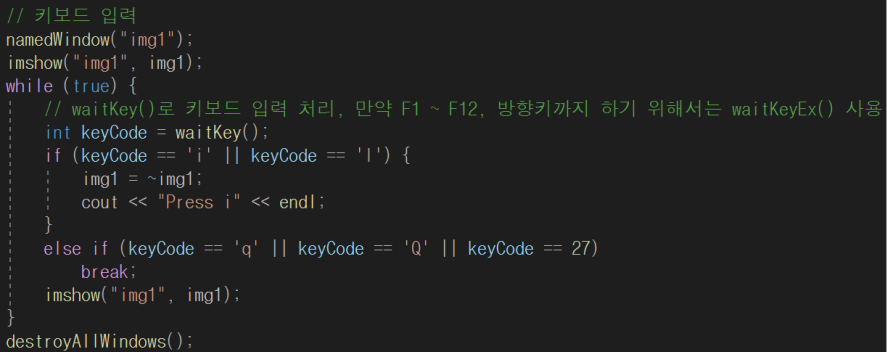 // 키보드 입력
namedWindow("img1");
imshow("img1", img1);
while (true) {
// waitKey()로 키보드 입력 처리, 만약 F1 ~ F12, 방향키까지 하기 위해서는 waitKeyEx() 사용
int keyCode = waitKey();
if (keyCode == 'i' || keyCode == 'I') {
img1 = ~img1;
cout << "Press i" << endl;
}
else if (keyCode == 'q' || keyCode == 'Q' || keyCode == 27)
break;
imshow("img1", img1);
}
destroyAllWindows();